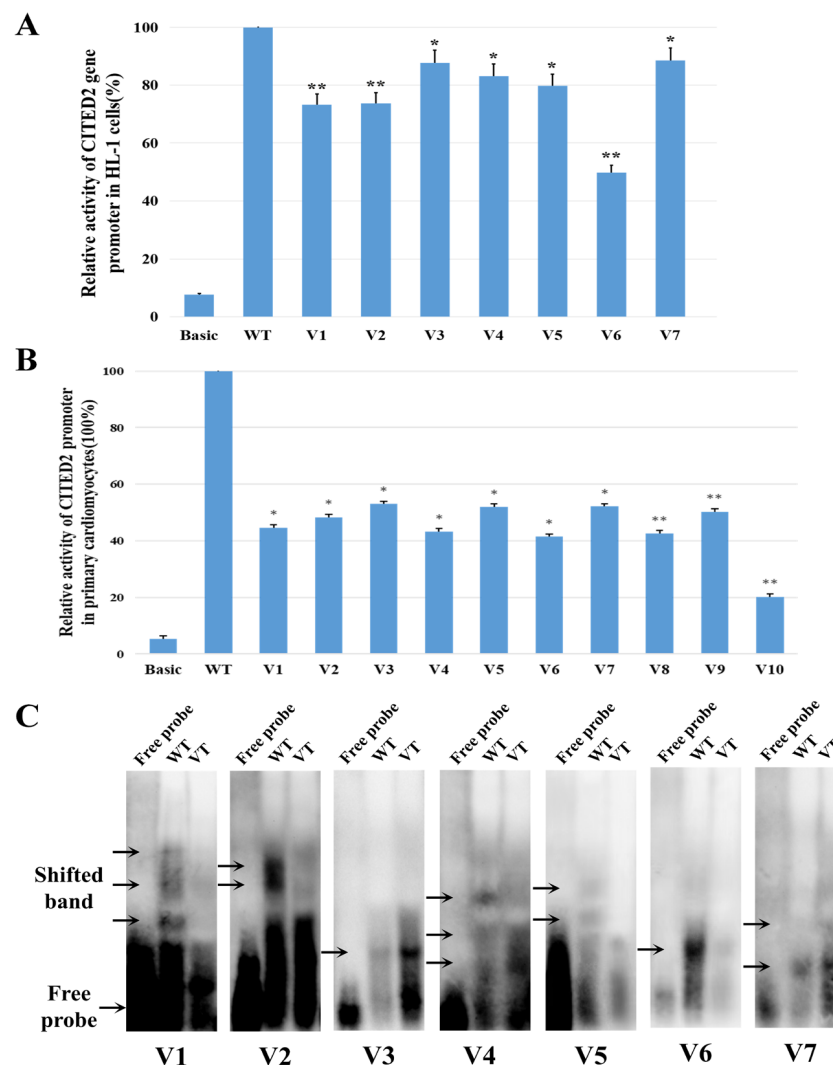 A
Relative activity of CITED2 gene
promoter in HL-1 cells(%)
100
80
60
40
20
0
** ** * * * ** *
Basic WT V1 V2 V3 V4 V5 V6 V7
B
Relative activity of CITED2 promoter
in primary cardiomyocytes(100%)
100
80
60
40
20
0
* * * * * * * ** ** **
Basic WT V1 V2 V3 V4 V5 V6 V7 V8 V9 V10
C
Free probe WT VT Free probe WT VT Free probe WT VT Free probe WT VT Free probe WT VT Free probe WT VT Free probe WT VT
Shifted
band
Free
probe
V1 V2 V3 V4 V5 V6 V7